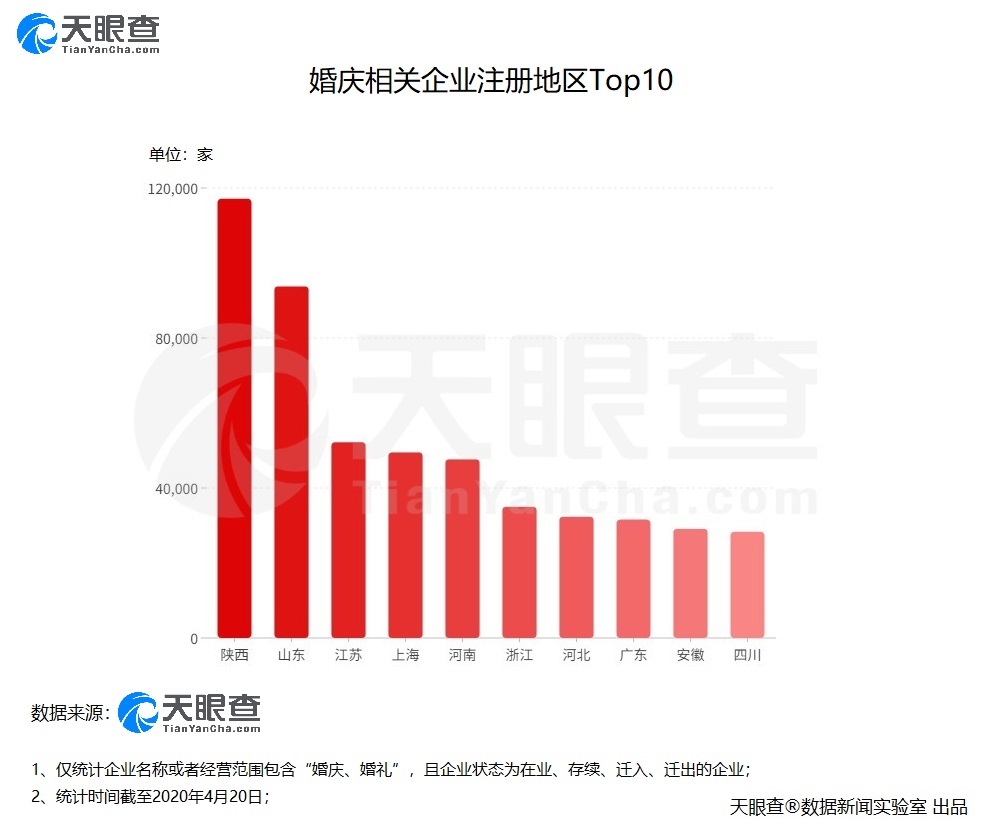 天眼查
TianYanCha.com
婚庆相关企业注册地区Top10
单位：家
120,000
80,000
40,000
0
天眼查
TianYanCha.com
陕西 山东 江苏 上海 河南 浙江 河北 广东 安徽 四川
数据来源：天眼查
TianYanCha.com
1、仅统计企业名称或者经营范围包含“婚庆、婚礼”，且企业状态为在业、存续、迁入、迁出的企业；
2、统计时间截至2020年4月20日；
天眼查®数据新闻实验室 出品